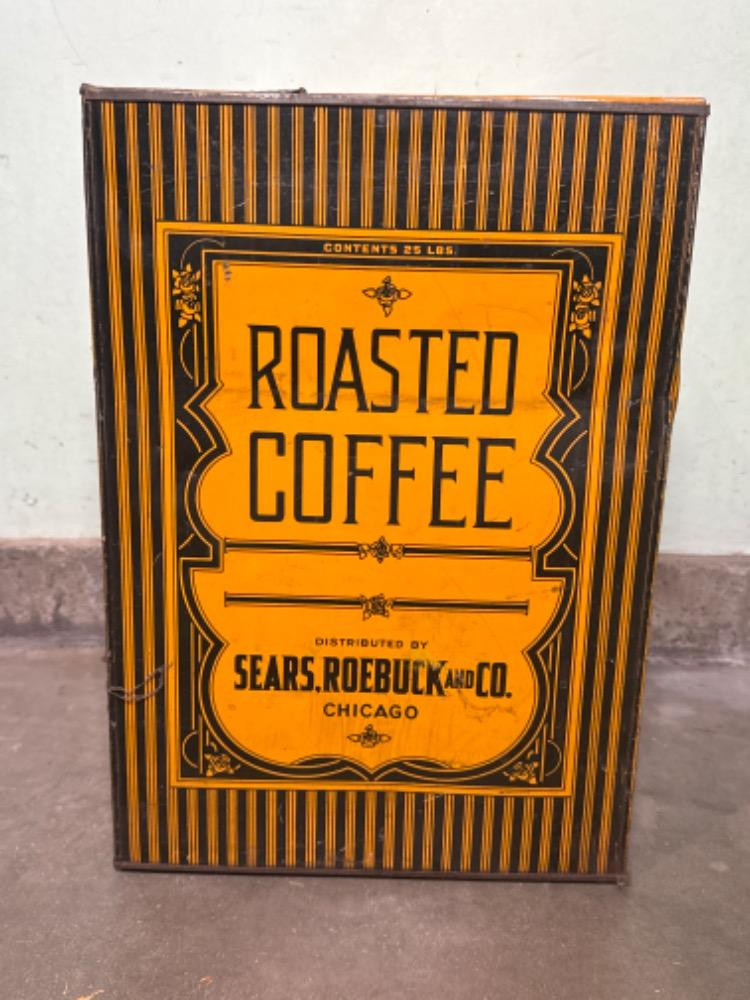 CONTENTS 25 LBS.
ROASTED
COFFEE
DISTRIBUTED BY
SEARS, ROEBUCK AND CO.
CHICAGO